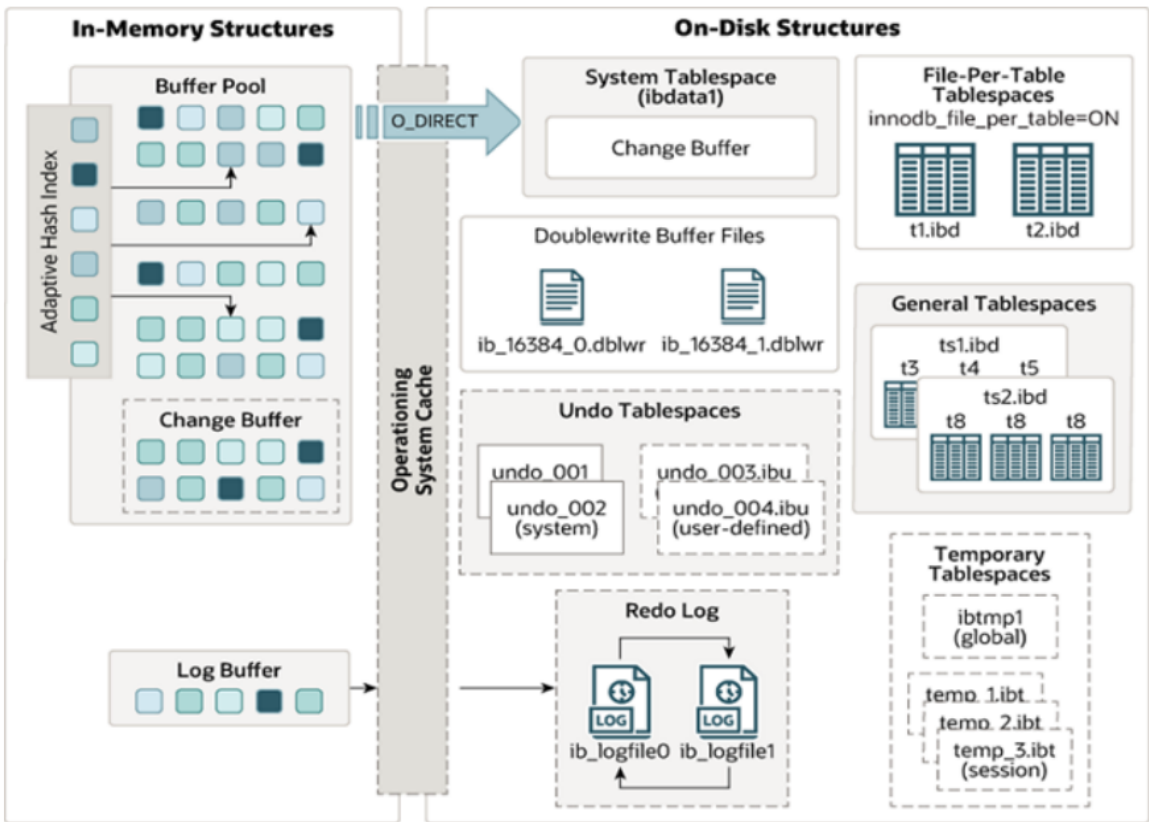 In-Memory Structures
Buffer Pool
Adaptive Hash Index
Change Buffer
Log Buffer
Operationing
System Cache
O_DIRECT
On-Disk Structures
System Tablespace
(ibdata1)
Change Buffer
Doublewrite Buffer Files
ib_16384_0.dblwr
ib_16384_1.dblwr
Undo Tablespaces
undo_001
undo_002
(system)
undo_003.ibu
undo_004.ibu
(user-defined)
Redo Log
LOG
LOG
ib_logfile0
ib_logfile1
File-Per-Table
Tablespaces
innodb_file_per_table=ON
t1.ibd
t2.ibd
General Tablespaces
ts1.ibd
t3 t4 t5
ts2.ibd
t8 t8 t8
Temporary
Tablespaces
ibtmp1
(global)
temp_1.ibt
temp_2.ibt
temp_3.ibt
(session)